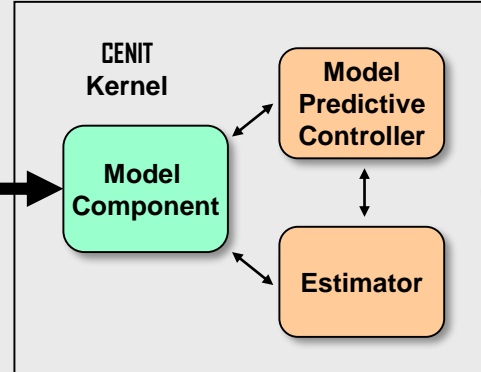 CENIT
Kernel
Model
Predictive
Controller
Model
Component
Estimator